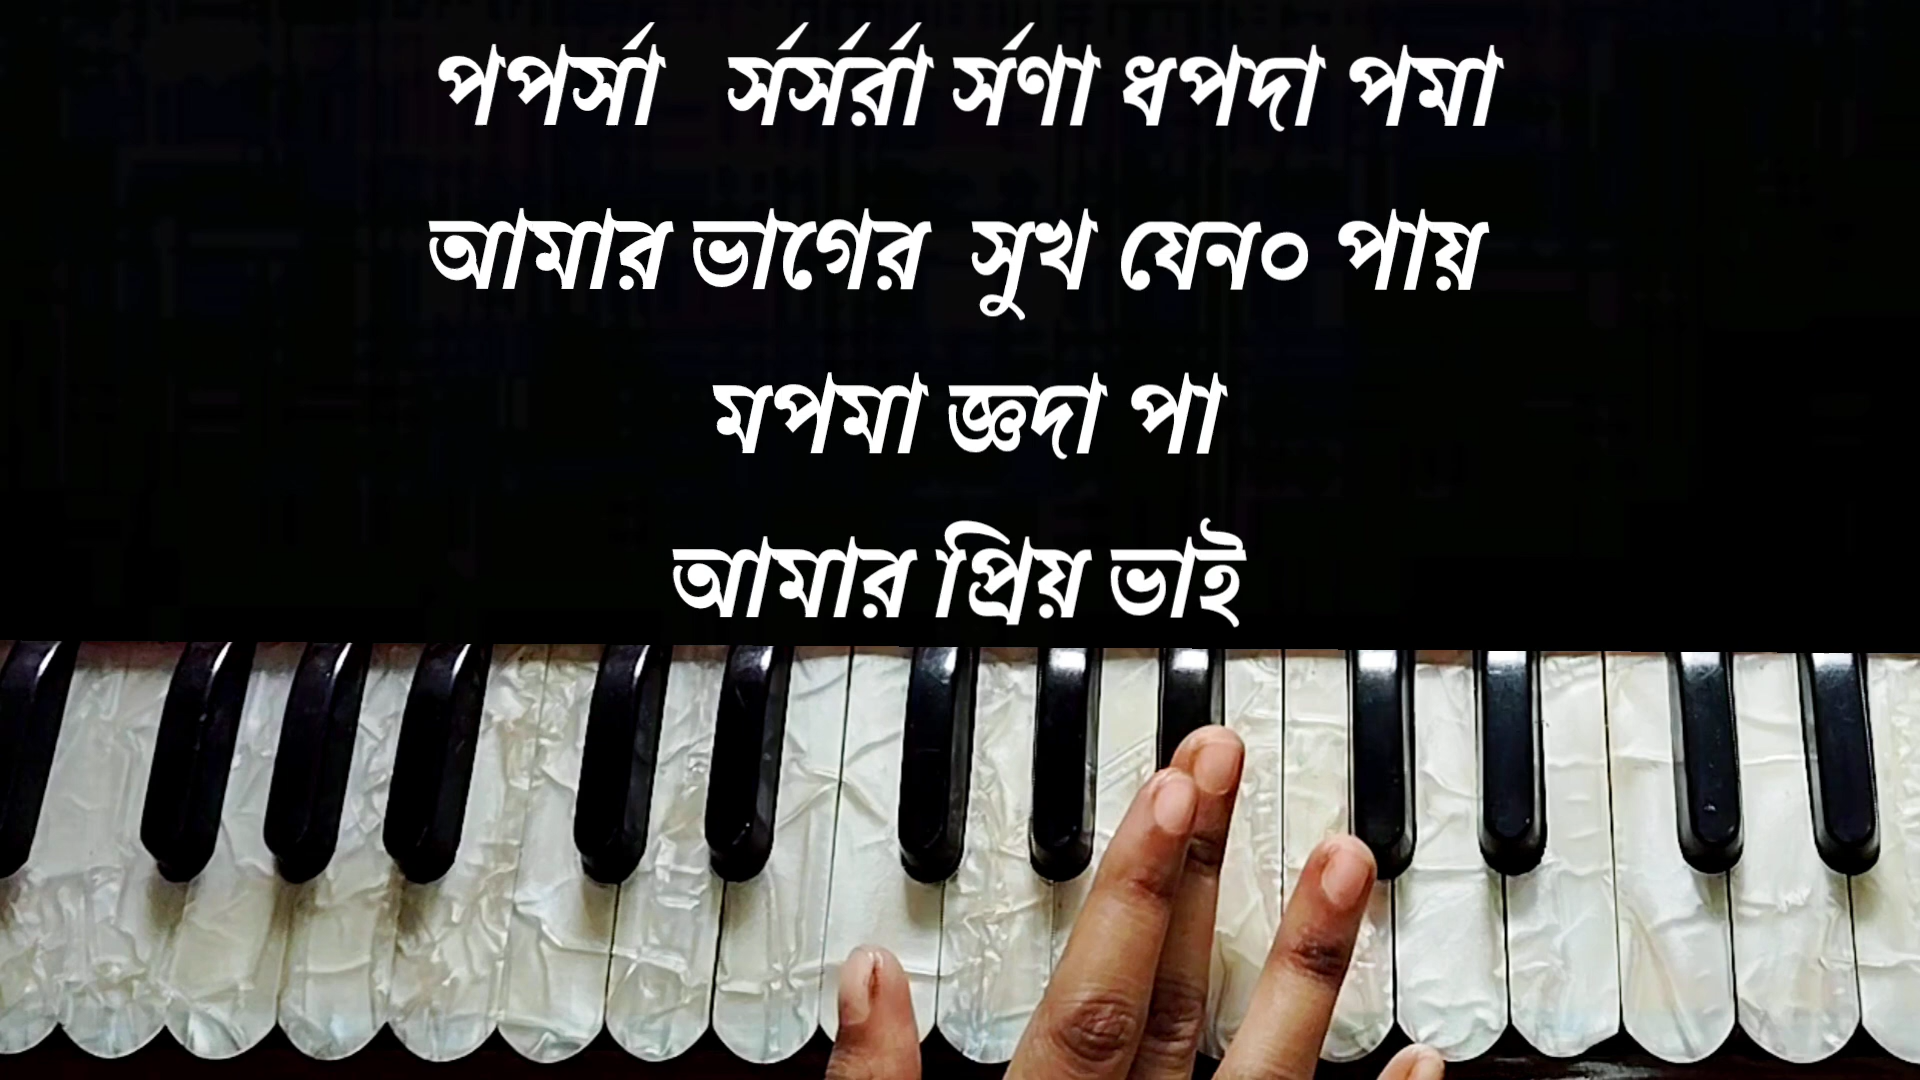 পপর্সা র্সর্সর্রা র্সণা ধপদা পমা
আমার ভাগের সুখ যেন০ পায়
মপমা জ্ঞদা পা
আমার প্রিয় ভাই